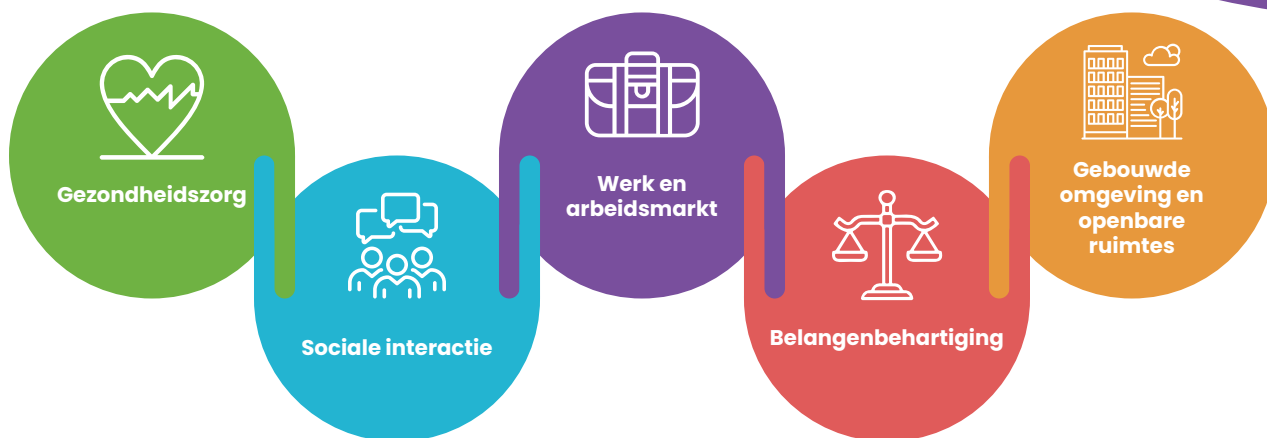 Gezondheidszorg
Sociale interactie
Werk en
arbeidsmarkt
Belangenbehartiging
Gebouwde
omgeving en
openbare
ruimtes